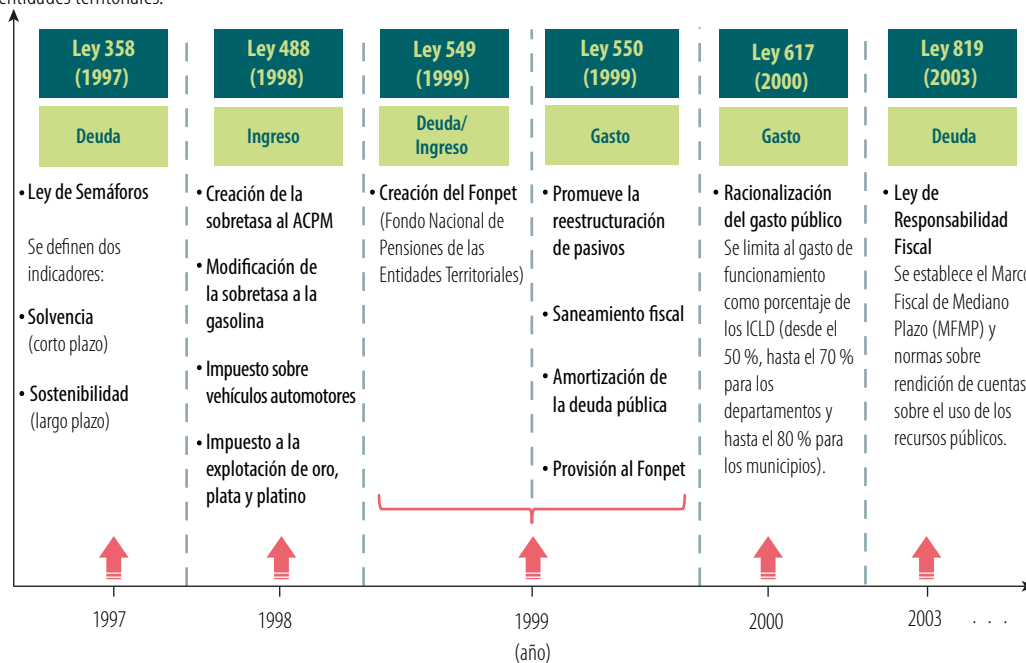 entidades territoriales.
Ley 358
(1997)
Deuda
• Ley de Semáforos
Se definen dos
indicadores:
• Solvencia
(corto plazo)
• Sostenibilidad
(largo plazo)
Ley 488
(1998)
Ingreso
• Creación de la
sobretasa al ACPM
• Modificación de
la sobretasa a la
gasolina
• Impuesto sobre
vehículos automotores
• Impuesto a la
explotación de oro,
plata y platino
Ley 549
(1999)
Deuda/
Ingreso
• Creación del Fonpet
(Fondo Nacional de
Pensiones de las
Entidades Territoriales)
Ley 550
(1999)
Gasto
• Promueve la
reestructuración
de pasivos
• Saneamiento fiscal
• Amortización de
la deuda pública
• Provisión al Fonpet
Ley 617
(2000)
Gasto
• Racionalización
del gasto público
Se limita al gasto de
funcionamiento
como porcentaje de
los ICLD (desde el
50 %, hasta el 70 %
para los
departamentos y
hasta el 80 % para
los municipios).
Ley 819
(2003)
Deuda
• Ley de
Responsabilidad
Fiscal
Se establece el Marco
Fiscal de Mediano
Plazo (MFMP) y
normas sobre
rendición de cuentas
sobre el uso de los
recursos públicos.
1997
1998
1999
2000
2003 . . .
(año)